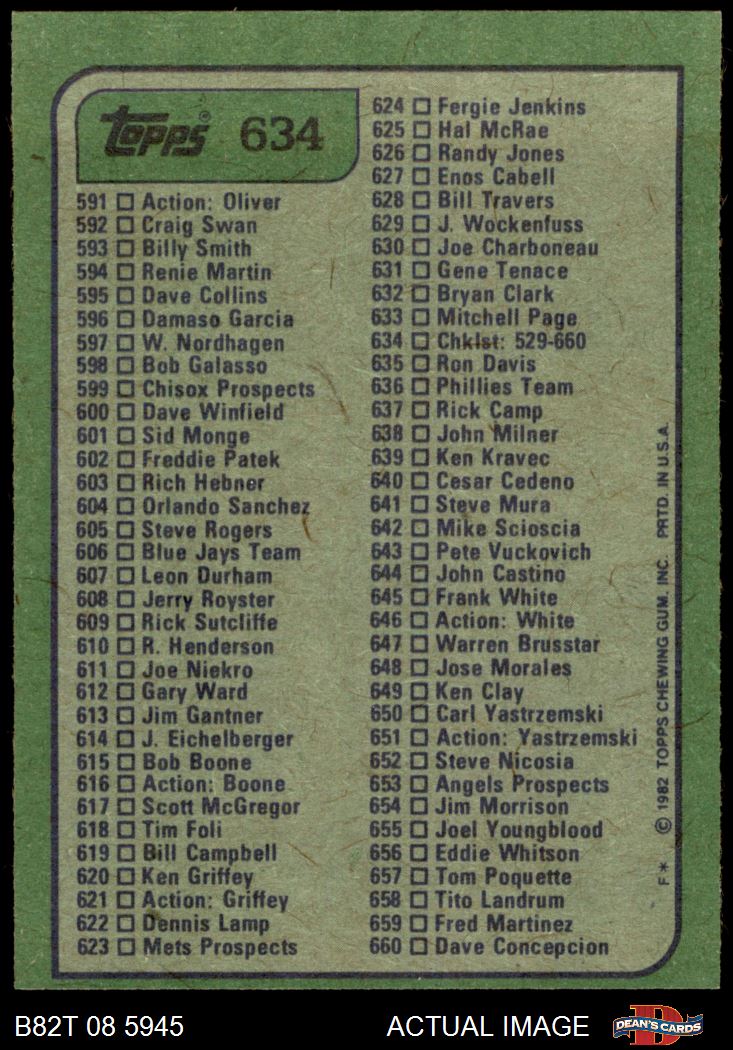 topps® 634
591 ☐ Action: Oliver
592 ☐ Craig Swan
593 ☐ Billy Smith
594 ☐ Renie Martin
595 ☐ Dave Collins
596 ☐ Damaso Garcia
597 ☐ W. Nordhagen
598 ☐ Bob Galasso
599 ☐ Chisox Prospects
600 ☐ Dave Winfield
601 ☐ Sid Monge
602 ☐ Freddie Patek
603 ☐ Rich Hebner
604 ☐ Orlando Sanchez
605 ☐ Steve Rogers
606 ☐ Blue Jays Team
607 ☐ Leon Durham
608 ☐ Jerry Royster
609 ☐ Rick Sutcliffe
610 ☐ R. Henderson
611 ☐ Joe Niekro
612 ☐ Gary Ward
613 ☐ Jim Gantner
614 ☐ J. Eichelberger
615 ☐ Bob Boone
616 ☐ Action: Boone
617 ☐ Scott McGregor
618 ☐ Tim Foli
619 ☐ Bill Campbell
620 ☐ Ken Griffey
621 ☐ Action: Griffey
622 ☐ Dennis Lamp
623 ☐ Mets Prospects
624 ☐ Fergie Jenkins
625 ☐ Hal McRae
626 ☐ Randy Jones
627 ☐ Enos Cabell
628 ☐ Bill Travers
629 ☐ J. Wockenfuss
630 ☐ Joe Charboneau
631 ☐ Gene Tenace
632 ☐ Bryan Clark
633 ☐ Mitchell Page
634 ☐ Chklst: 529-660
635 ☐ Ron Davis
636 ☐ Phillies Team
637 ☐ Rick Camp
638 ☐ John Milner
639 ☐ Ken Kravec
640 ☐ Cesar Cedeno
641 ☐ Steve Mura
642 ☐ Mike Scioscia
643 ☐ Pete Vuckovich
644 ☐ John Castino
645 ☐ Frank White
646 ☐ Action: White
647 ☐ Warren Brusstar
648 ☐ Jose Morales
649 ☐ Ken Clay
650 ☐ Carl Yastrzemski
651 ☐ Action: Yastrzemski
652 ☐ Steve Nicosia
653 ☐ Angels Prospects
654 ☐ Jim Morrison
655 ☐ Joel Youngblood
656 ☐ Eddie Whitson
657 ☐ Tom Poquette
658 ☐ Tito Landrum
659 ☐ Fred Martinez
660 ☐ Dave Concepcion
F* © 1982 TOPPS CHEWING GUM. INC. PRTD. IN U.S.A.
B82T 08 5945 ACTUAL IMAGE D DEAN'S CARDS